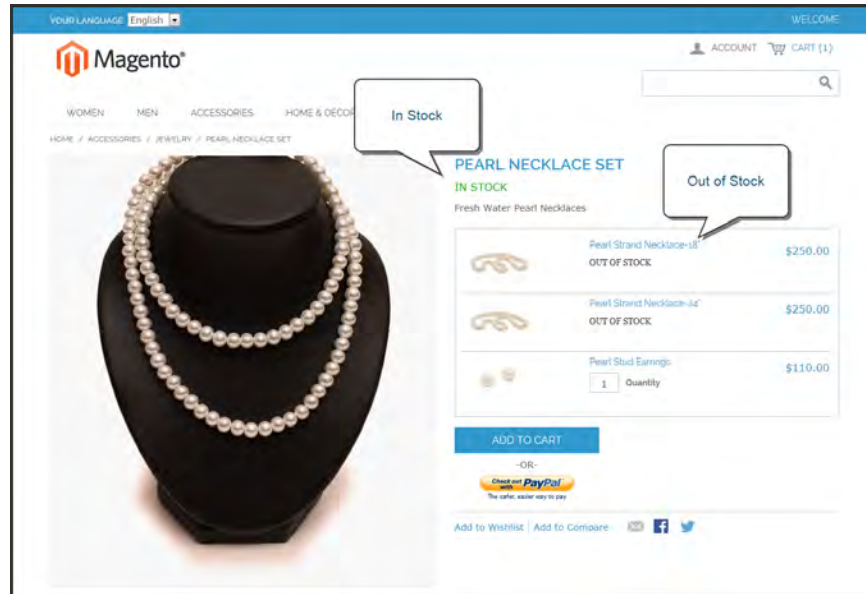 YOUR LANGUAGE English WELCOME
Magento®
ACCOUNT CART (1)
WOMEN MEN ACCESSORIES HOME & DECOR
In Stock
HOME / ACCESSORIES / JEWELRY / PEARL NECKLACE SET
PEARL NECKLACE SET
Out of Stock
IN STOCK
Fresh Water Pearl Necklaces
Pearl Strand Necklace-18" $250.00
OUT OF STOCK
Pearl Strand Necklace-24" $250.00
OUT OF STOCK
Pearl Stud Earrings $110.00
1 Quantity
ADD TO CART
-OR-
Check out with PayPal
The safer, easier way to pay
Add to Wishlist | Add to Compare